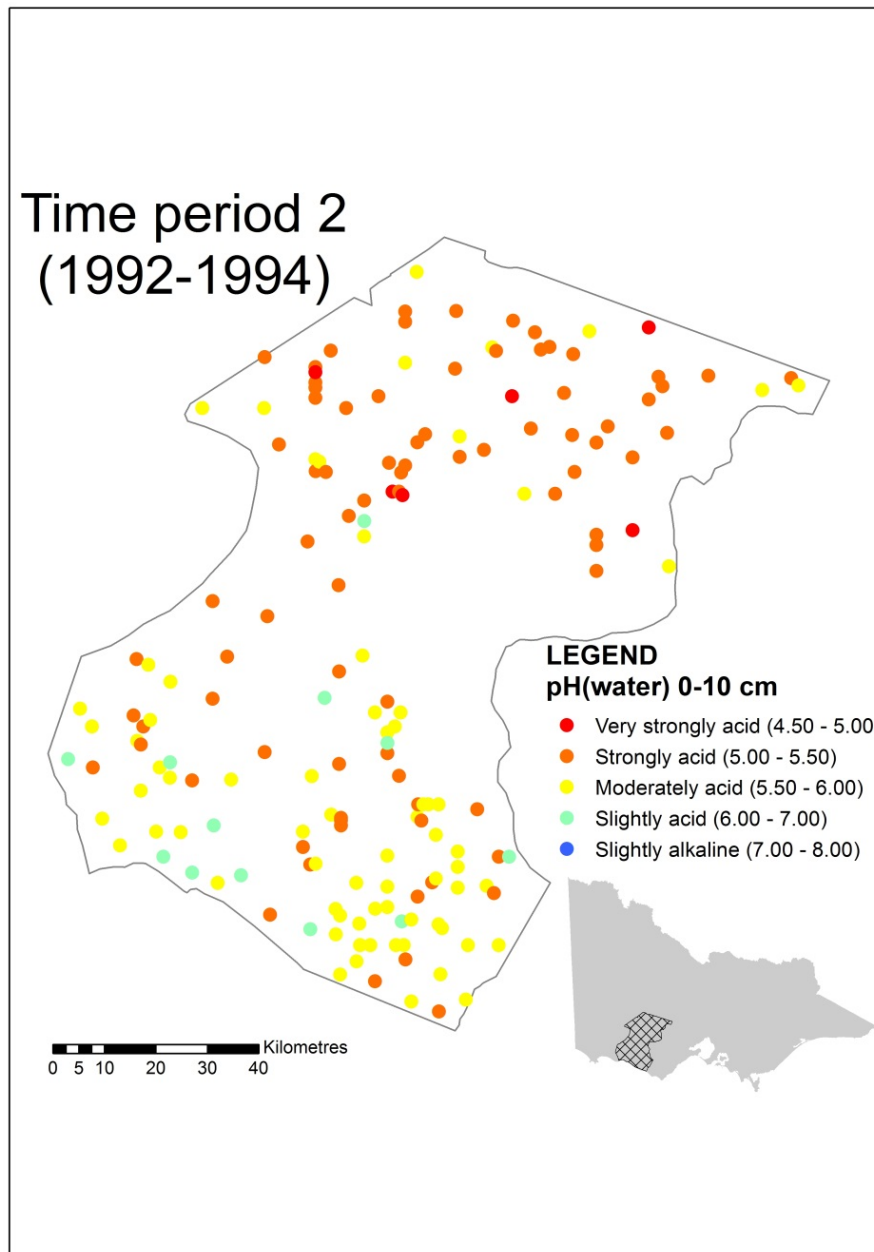 Time period 2
(1992-1994)
LEGEND
pH(water) 0-10 cm
Very strongly acid (4.50 - 5.00
Strongly acid (5.00 - 5.50)
Moderately acid (5.50 - 6.00)
Slightly acid (6.00 - 7.00)
Slightly alkaline (7.00 - 8.00)
Kilometres
0 5 10 20 30 40